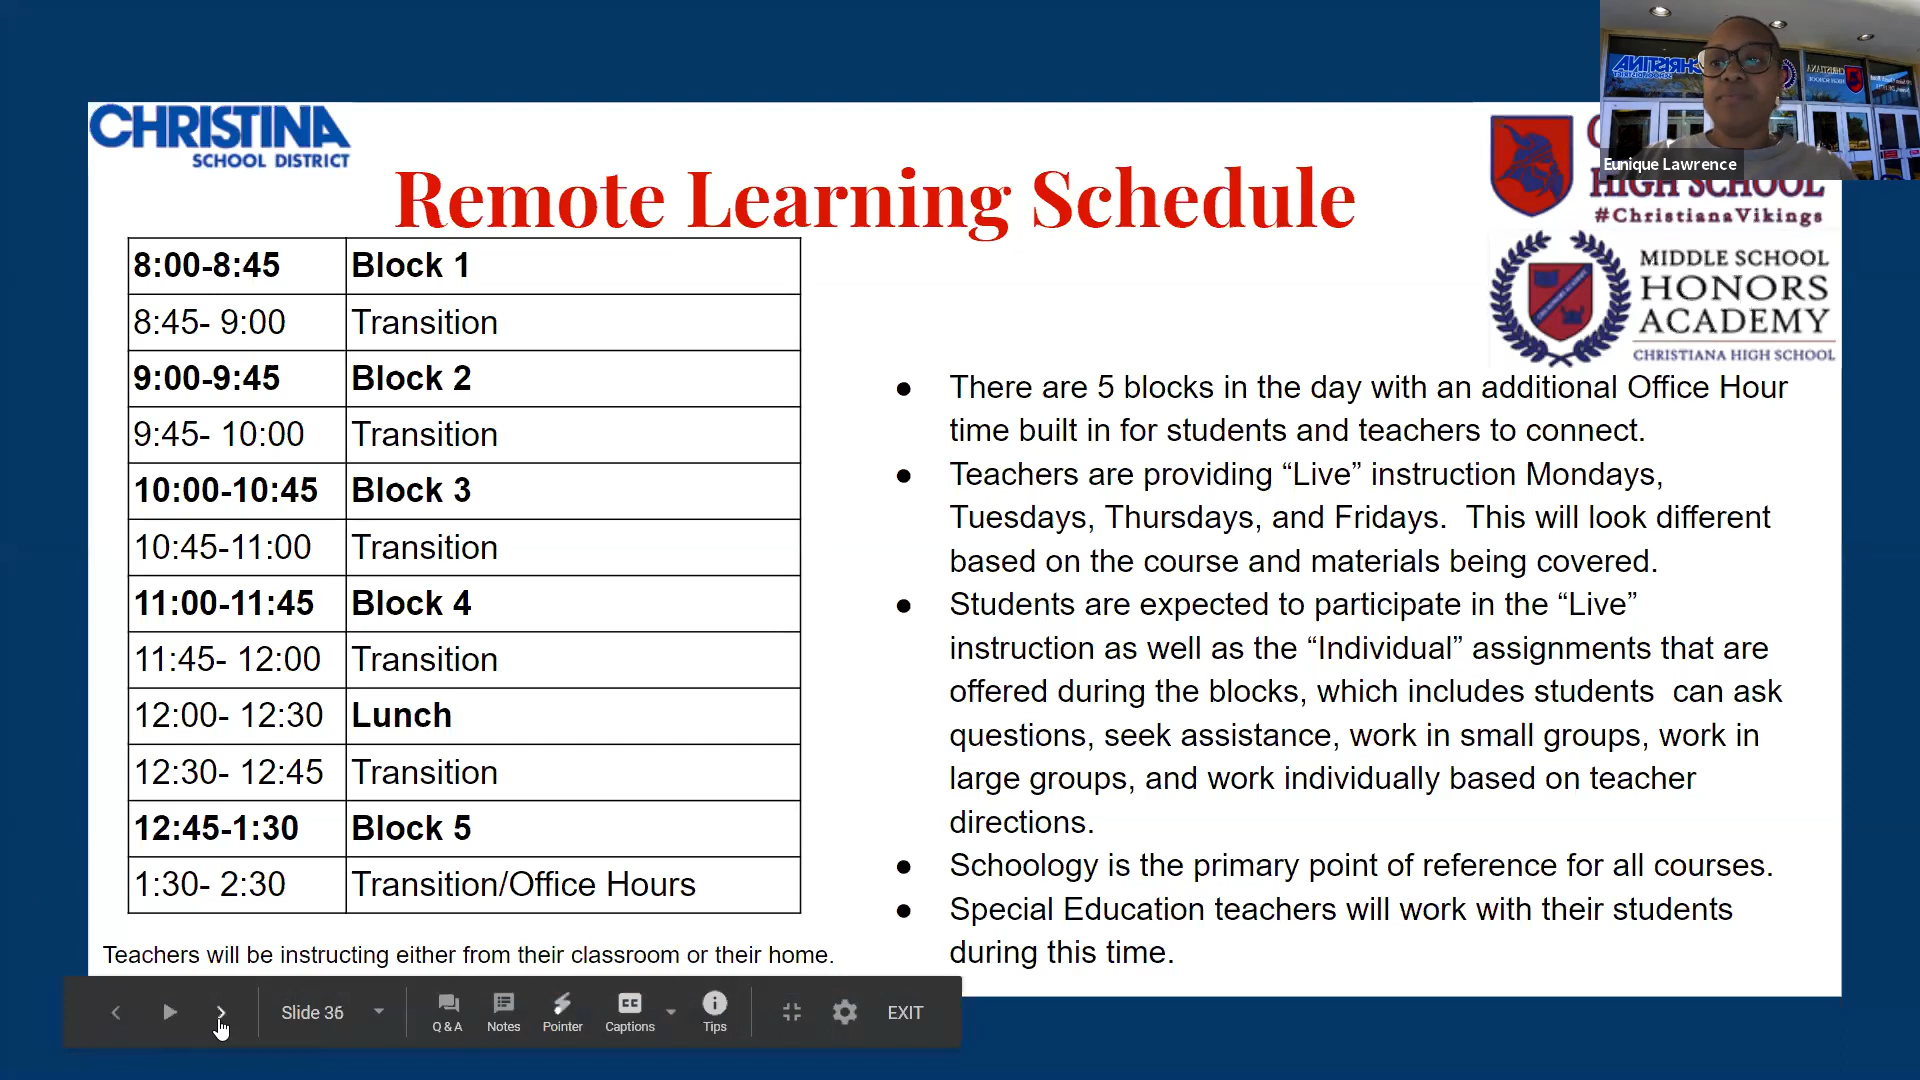 CHRISTINA
SCHOOL DISTRICT
Remote Learning Schedule
HIGH SCHOOL
#ChristianaVikings
MIDDLE SCHOOL
HONORS
ACADEMY
CHRISTIANA HIGH SCHOOL
Eunique Lawrence
8:00-8:45 Block 1
8:45- 9:00 Transition
9:00-9:45 Block 2
9:45- 10:00 Transition
10:00-10:45 Block 3
10:45-11:00 Transition
11:00-11:45 Block 4
11:45- 12:00 Transition
12:00- 12:30 Lunch
12:30- 12:45 Transition
12:45-1:30 Block 5
1:30- 2:30 Transition/Office Hours
Teachers will be instructing either from their classroom or their home.
● There are 5 blocks in the day with an additional Office Hour
time built in for students and teachers to connect.
● Teachers are providing “Live” instruction Mondays,
Tuesdays, Thursdays, and Fridays.  This will look different
based on the course and materials being covered.
● Students are expected to participate in the “Live”
instruction as well as the “Individual” assignments that are
offered during the blocks, which includes students  can ask
questions, seek assistance, work in small groups, work in
large groups, and work individually based on teacher
directions.
● Schoology is the primary point of reference for all courses.
● Special Education teachers will work with their students
during this time.
Slide 36
Q & A
Notes
Pointer
CC
Captions
Tips
EXIT